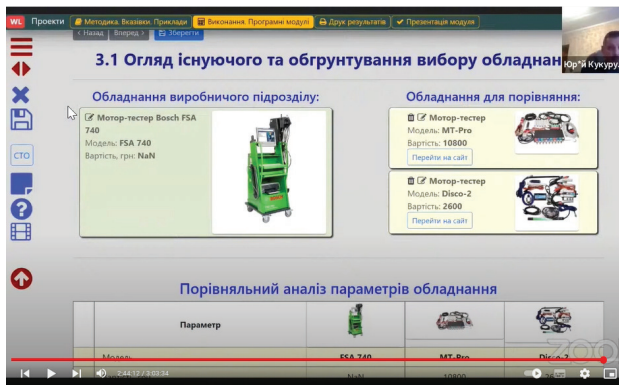 WL Проекти Методика. Вказівки. Приклади Виконання. Програмні модулі Друк результатів Презентація модуля
< Назад Вперед > Зберегти
3.1 Огляд існуючого та обгрунтування вибору обладнан
Юр*й Кукуру.
Обладнання виробничого підрозділу:
Мотор-тестер Bosch FSA
740
Модель: FSA 740
Вартість, грн: NaN
Обладнання для порівняння:
Мотор-тестер
Модель: MT-Pro
Вартість: 10800
Перейти на сайт
Мотор-тестер
Модель: Disco-2
Вартість: 2600
Перейти на сайт
СТО
Порівняльний аналіз параметрів обладнання
Параметр
Модель FSA 740 MT-Pro Disco-2
NaN 10800
2:44:12 / 3:03:34
zoo